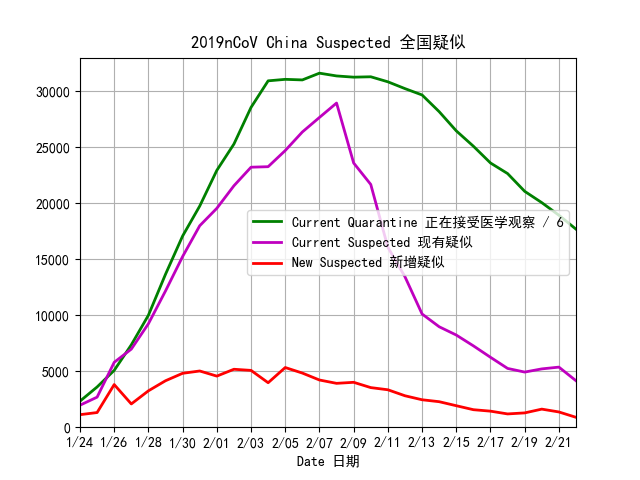 2019nCoV China Suspected 全国疑似
30000
25000
20000
15000
10000
5000
0
Current Quarantine 正在接受医学观察 / 6
Current Suspected 现有疑似
New Suspected 新增疑似
1/24 1/26 1/28 1/30 2/01 2/03 2/05 2/07 2/09 2/11 2/13 2/15 2/17 2/19 2/21
Date 日期